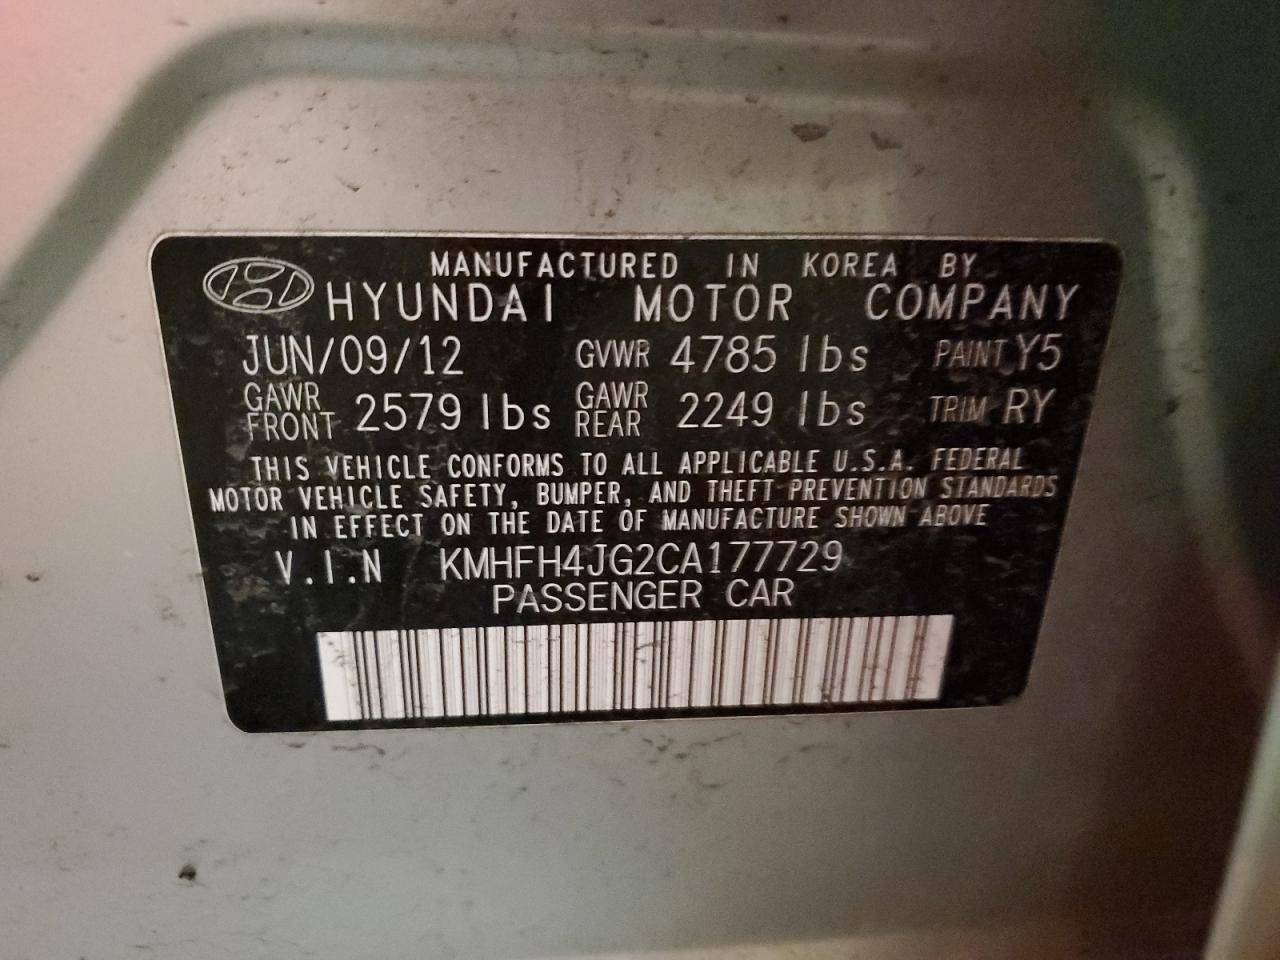 MANUFACTURED IN KOREA BY
HYUNDAI MOTOR COMPANY
JUN/09/12 GVWR 4785 lbs PAINT Y5
GAWR FRONT 2579 lbs GAWR REAR 2249 lbs TRIM RY
THIS VEHICLE CONFORMS TO ALL APPLICABLE U.S.A. FEDERAL
MOTOR VEHICLE SAFETY, BUMPER, AND THEFT PREVENTION STANDARDS
IN EFFECT ON THE DATE OF MANUFACTURE SHOWN ABOVE
V.I.N KMHFH4JG2CA177729
PASSENGER CAR